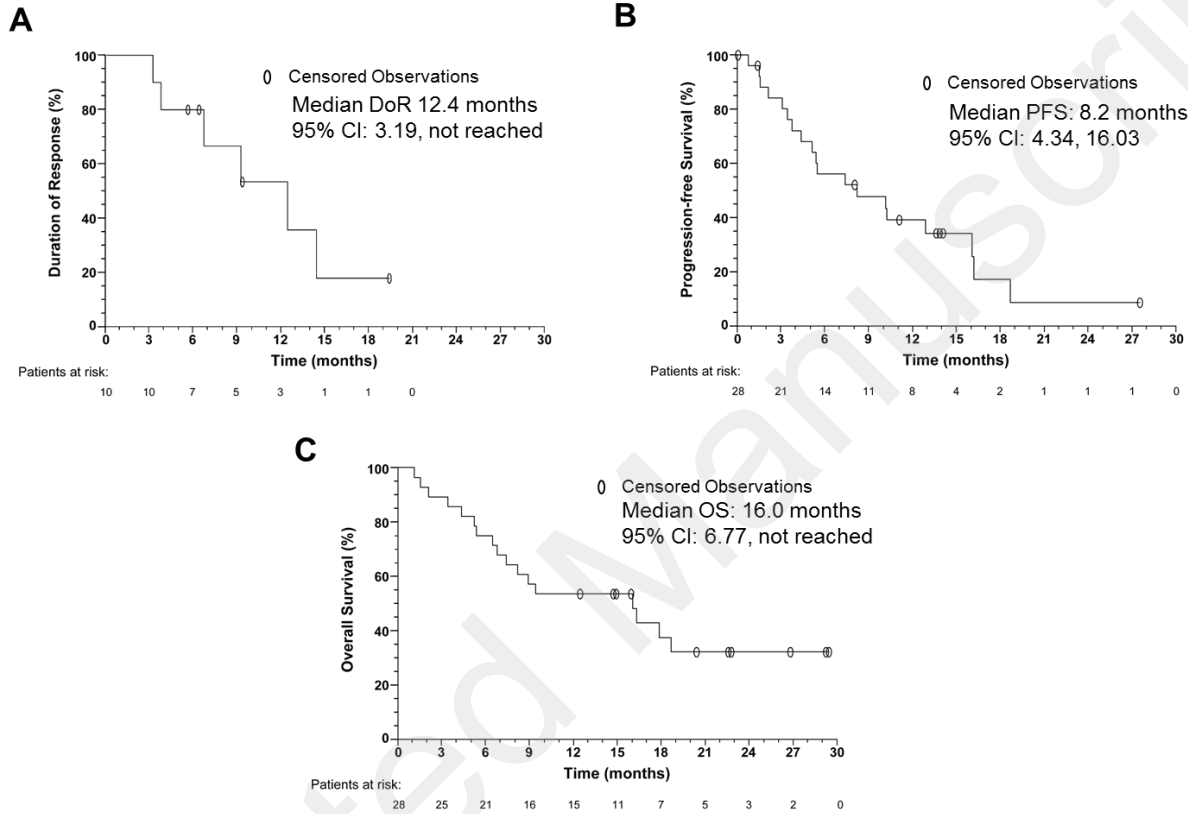 A
Duration of Response (%)
100
80
60
40
20
0
Censored Observations
Median DoR 12.4 months
95% CI: 3.19, not reached
0 3 6 9 12 15 18 21 24 27 30
Time (months)
Patients at risk:
10 10 7 5 3 1 1 0
B
Progression-free Survival (%)
100
80
60
40
20
0
Censored Observations
Median PFS: 8.2 months
95% CI: 4.34, 16.03
0 3 6 9 12 15 18 21 24 27 30
Time (months)
Patients at risk:
28 21 14 11 8 4 2 1 1 1 0
C
Overall Survival (%)
100
80
60
40
20
0
Censored Observations
Median OS: 16.0 months
95% CI: 6.77, not reached
0 3 6 9 12 15 18 21 24 27 30
Time (months)
Patients at risk:
28 25 21 16 15 11 7 5 3 2 0
ted Manuscri